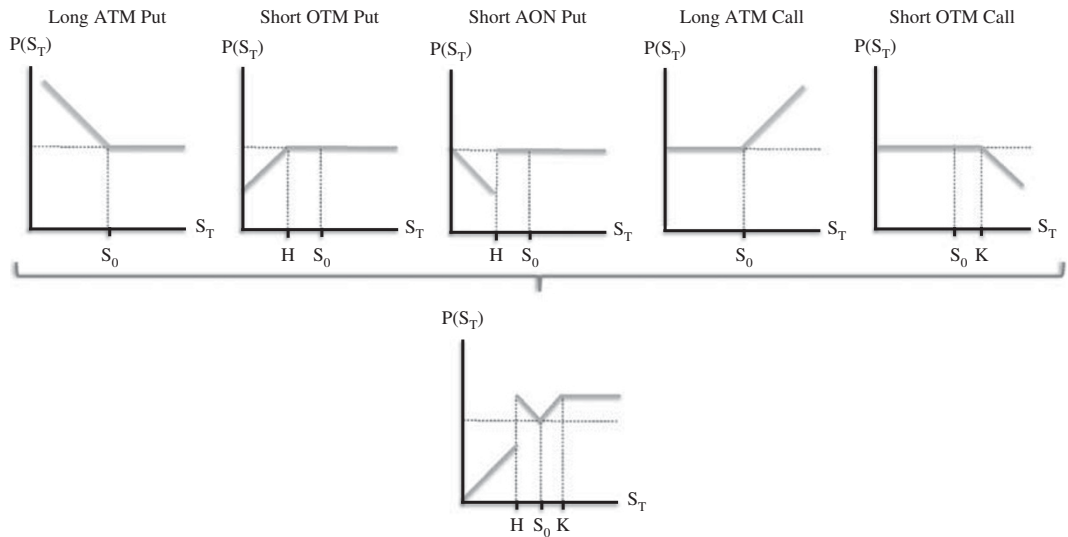 Long ATM Put
Short OTM Put
Short AON Put
Long ATM Call
Short OTM Call
P(S_T)
P(S_T)
P(S_T)
P(S_T)
P(S_T)
S_T
S_T
S_T
S_T
S_T
S_0
H S_0
H S_0
S_0
S_0 K
P(S_T)
S_T
H S_0 K